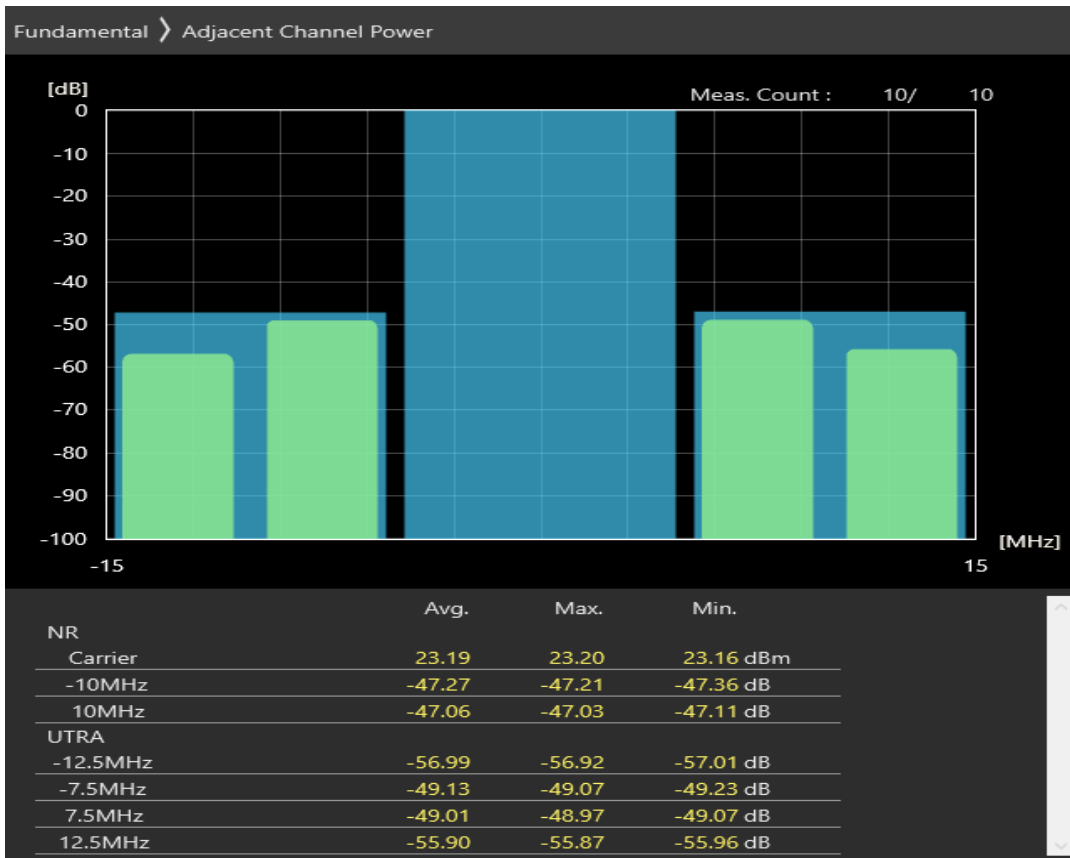 Fundamental 〉 Adjacent Channel Power
[dB]
Meas. Count : 10/ 10
0
-10
-20
-30
-40
-50
-60
-70
-80
-90
-100
[MHz]
-15 15
Avg. Max. Min.
NR
Carrier 23.19 23.20 23.16 dBm
-10MHz -47.27 -47.21 -47.36 dB
10MHz -47.06 -47.03 -47.11 dB
UTRA
-12.5MHz -56.99 -56.92 -57.01 dB
-7.5MHz -49.13 -49.07 -49.23 dB
7.5MHz -49.01 -48.97 -49.07 dB
12.5MHz -55.90 -55.87 -55.96 dB